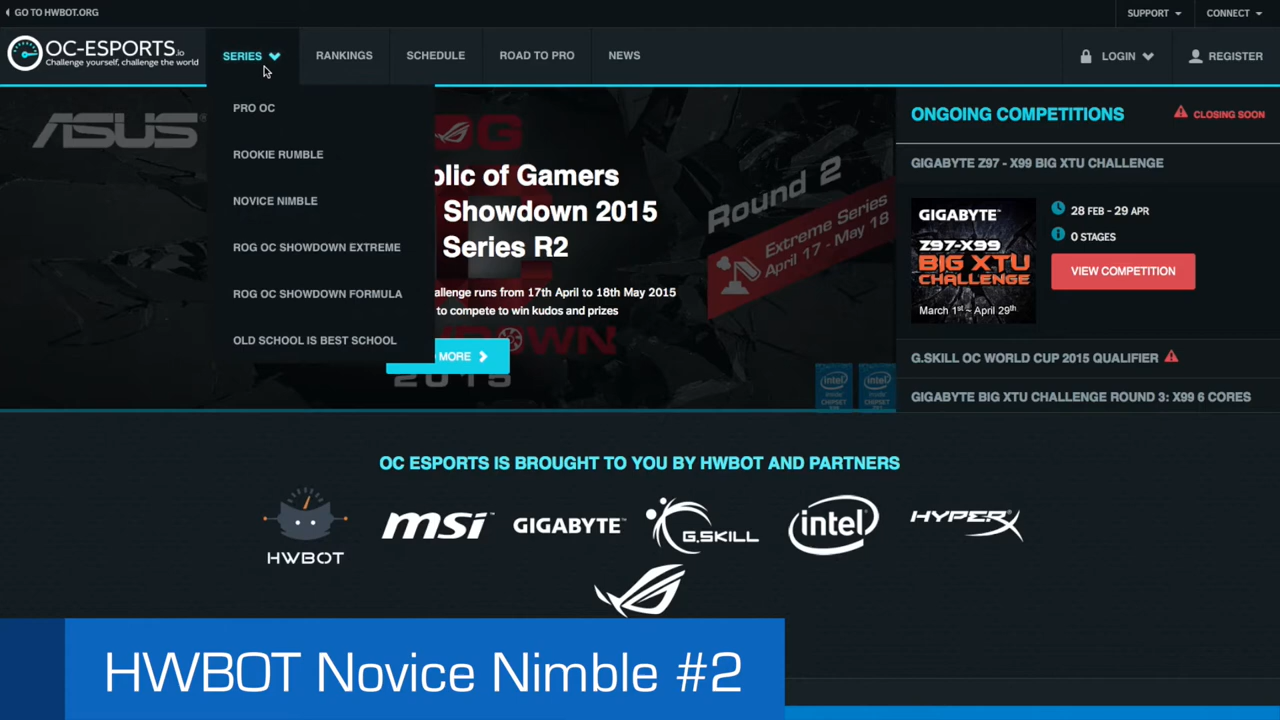 GO TO HWBOT.ORG
SUPPORT
CONNECT
OC-ESPORTS.io
Challenge yourself, challenge the world
SERIES
RANKINGS
SCHEDULE
ROAD TO PRO
NEWS
LOGIN
REGISTER
PRO OC
ROOKIE RUMBLE
NOVICE NIMBLE
ROG OC SHOWDOWN EXTREME
ROG OC SHOWDOWN FORMULA
OLD SCHOOL IS BEST SCHOOL
ASUS
blic of Gamers
Showdown 2015
Series R2
allenge runs from 17th April to 18th May 2015
to compete to win kudos and prizes
MORE
2015
Round 2
Extreme Series
April 17 - May 18
intel
intel
ONGOING COMPETITIONS
CLOSING SOON
GIGABYTE Z97 - X99 BIG XTU CHALLENGE
GIGABYTE
Z97-X99
BIG XTU
CHALLENGE
March 1st - April 29th
28 FEB - 29 APR
0 STAGES
VIEW COMPETITION
G.SKILL OC WORLD CUP 2015 QUALIFIER
GIGABYTE BIG XTU CHALLENGE ROUND 3: X99 6 CORES
OC ESPORTS IS BROUGHT TO YOU BY HWBOT AND PARTNERS
HWBOT
msi
GIGABYTE
G.SKILL
intel
HYPERX
HWBOT Novice Nimble #2